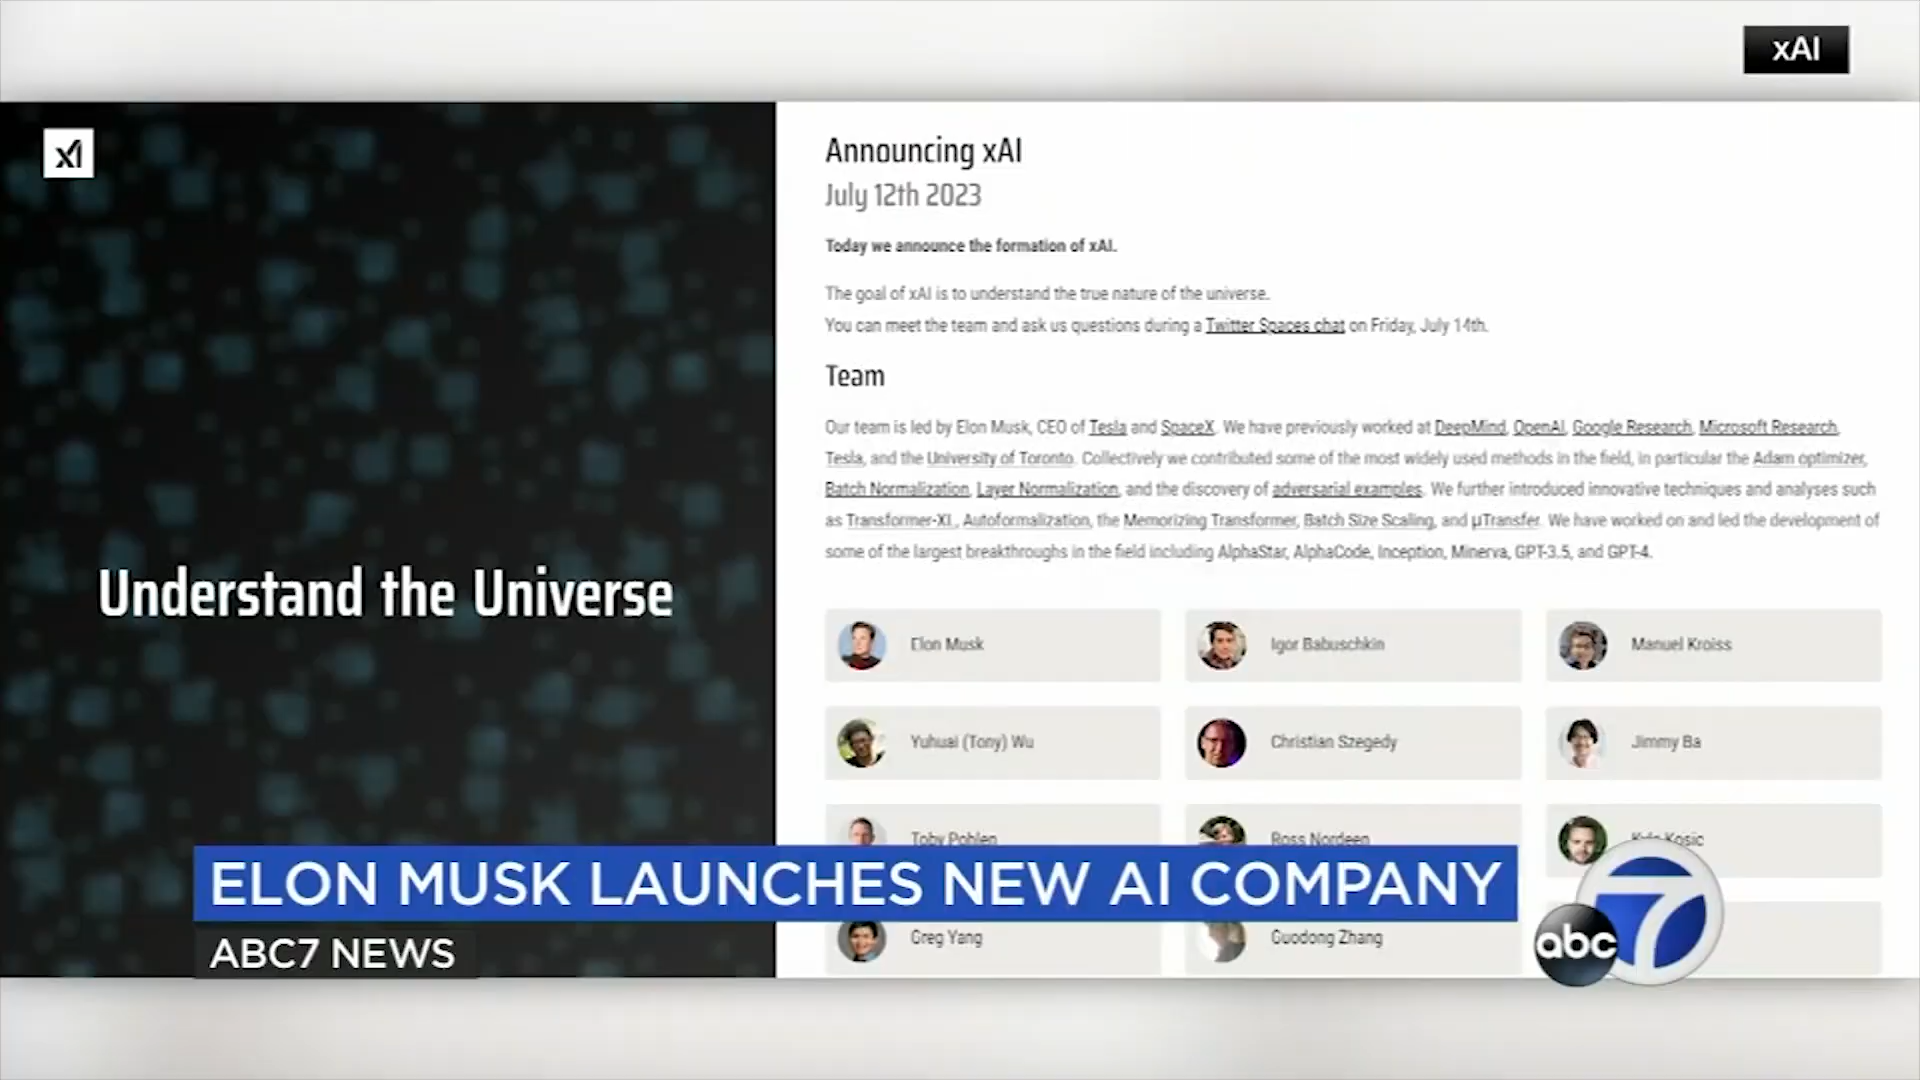 xAI
xI
Understand the Universe
Announcing xAI
July 12th 2023
Today we announce the formation of xAI.
The goal of xAI is to understand the true nature of the universe.
You can meet the team and ask us questions during a Twitter Spaces chat on Friday, July 14th.
Team
Our team is led by Elon Musk, CEO of Tesla and SpaceX. We have previously worked at DeepMind, OpenAI, Google Research, Microsoft Research,
Tesla, and the University of Toronto. Collectively we contributed some of the most widely used methods in the field, in particular the Adam optimizer,
Batch Normalization, Layer Normalization, and the discovery of adversarial examples. We further introduced innovative techniques and analyses such
as Transformer-XL, Autoformalization, the Memorizing Transformer, Batch Size Scaling, and μTransfer. We have worked on and led the development of
some of the largest breakthroughs in the field including AlphaStar, AlphaCode, Inception, Minerva, GPT-3.5, and GPT-4.
Elon Musk
Igor Babuschkin
Manuel Kroiss
Yuhuai (Tony) Wu
Christian Szegedy
Jimmy Ba
Toby Pohlen
Ross Nordeen
Kyle Kosic
ELON MUSK LAUNCHES NEW AI COMPANY
Greg Yang
Guodong Zhang
ABC7 NEWS
abc 7